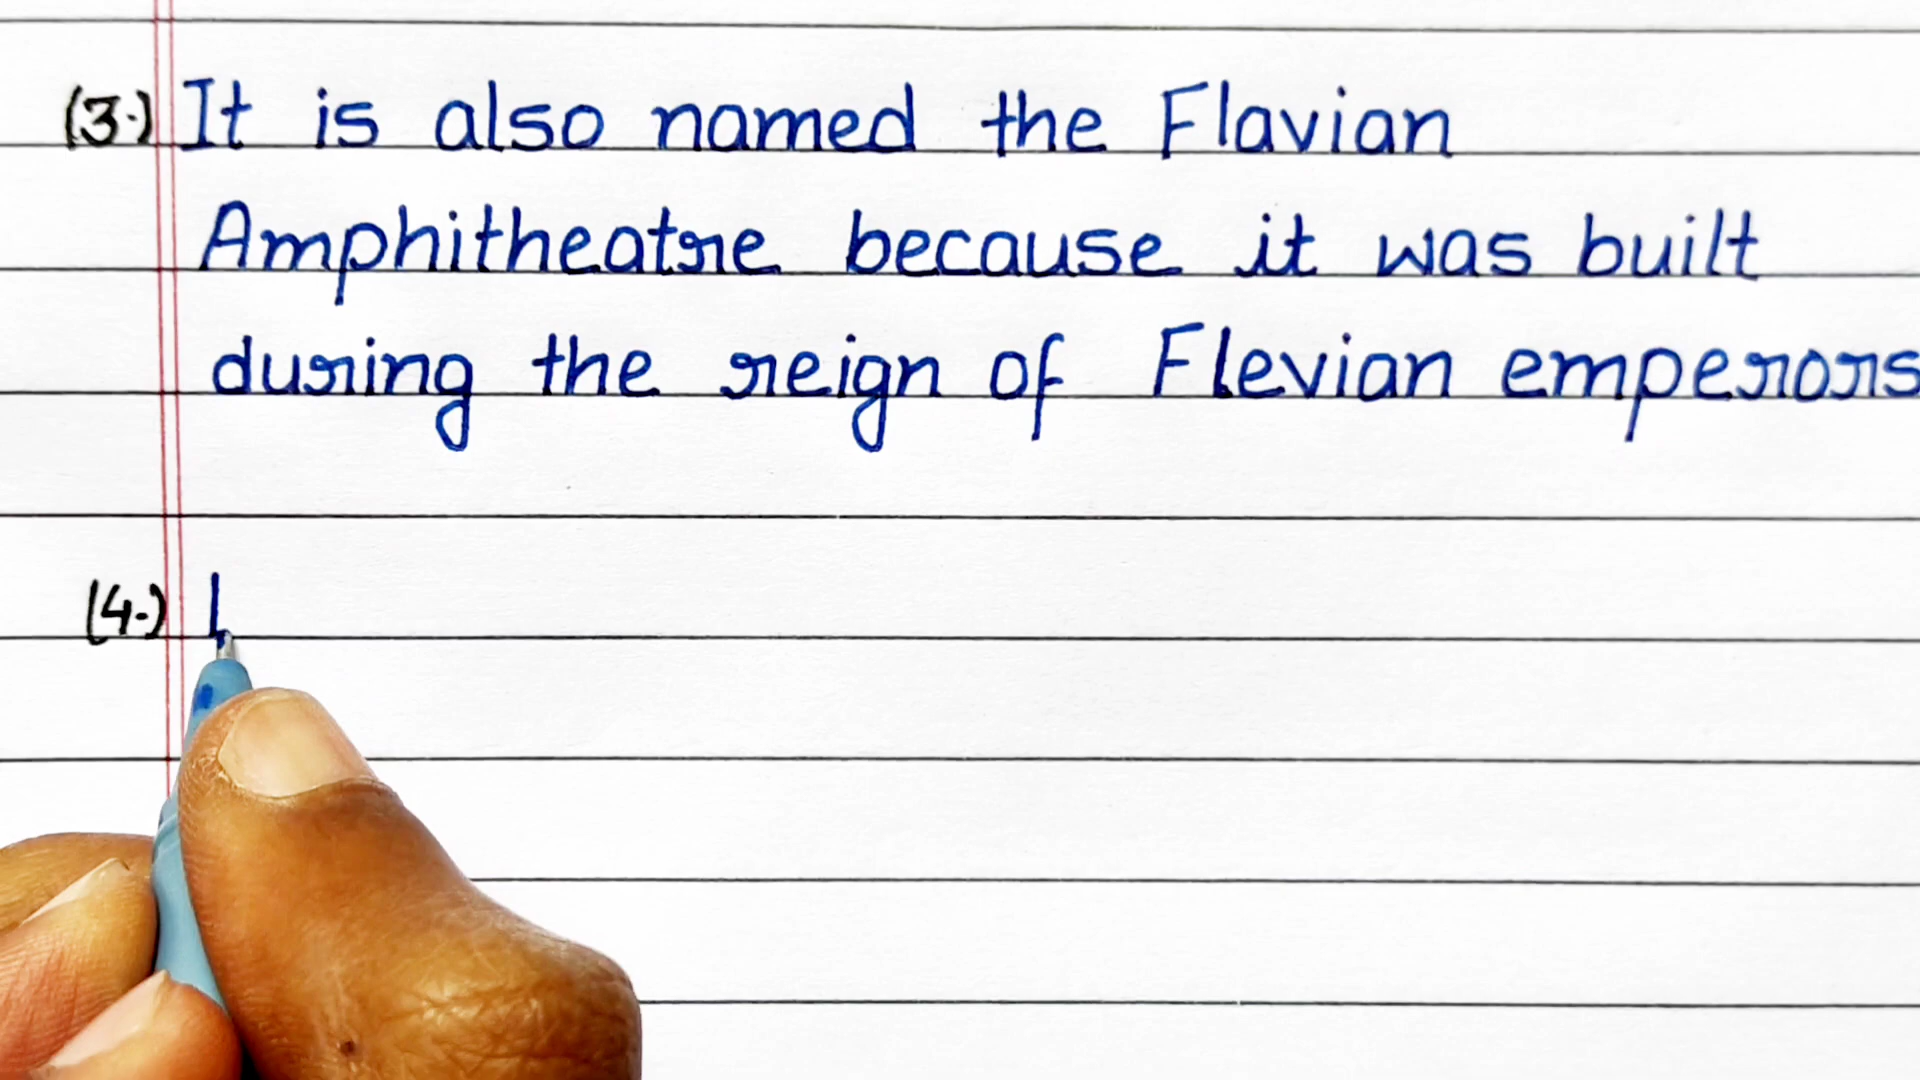 (3.) It is also named the Flavian
Amphitheatre because it was built
during the reign of Flevian emperors
(4.) I